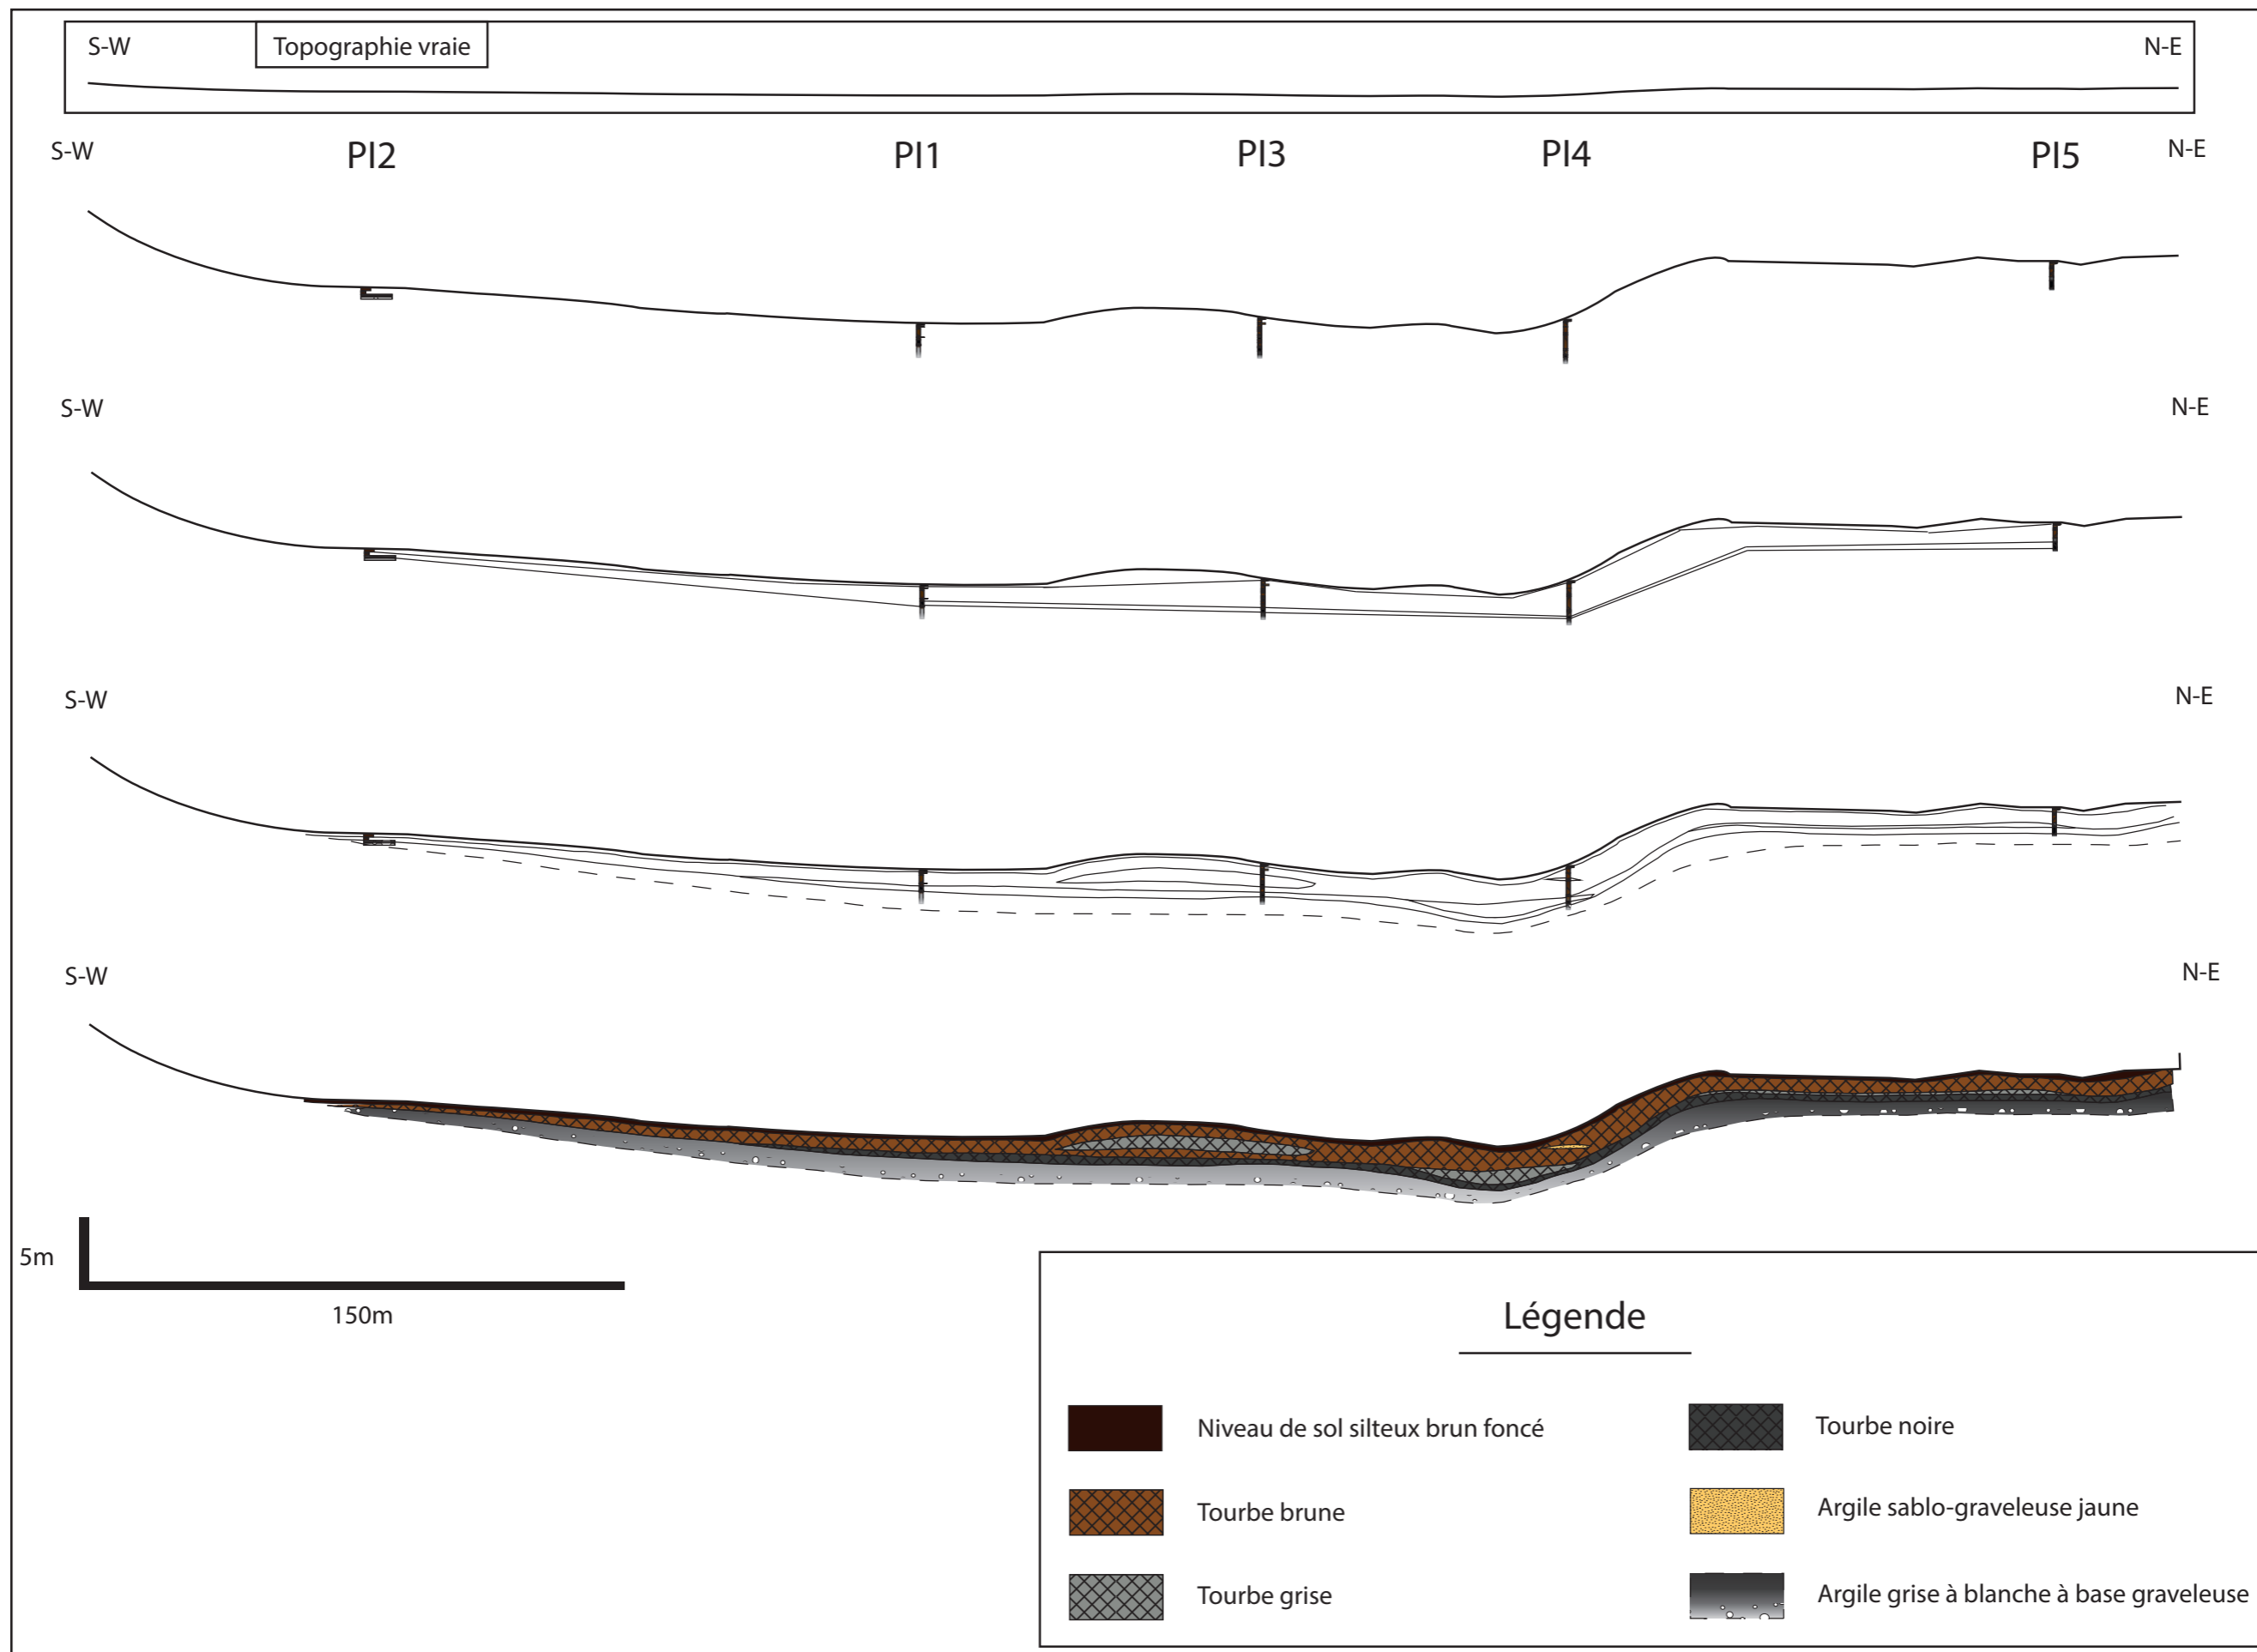 S-W
Topographie vraie
N-E
S-W
PI2
PI1
PI3
PI4
PI5
N-E
S-W
N-E
S-W
N-E
S-W
N-E
5m
150m
Légende
Niveau de sol silteux brun foncé
Tourbe brune
Tourbe grise
Tourbe noire
Argile sablo-graveleuse jaune
Argile grise à blanche à base graveleuse